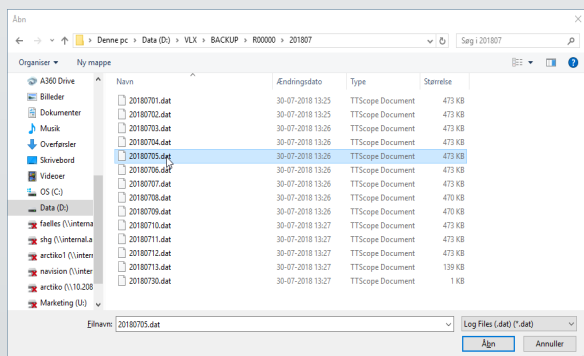 Åbn
Denne pc > Data (D:) > VLX > BACKUP > R00000 > 201807
Søg i 201807
Organiser
Ny mappe
Navn Ændringsdato Type Størrelse
A360 Drive
Billeder
Dokumenter
Musik
Overførsler
Skrivebord
Videoer
OS (C:)
Data (D:)
faelles (\\interna
shg (\\internal.a
arctiko1 (\\intern
navision (\\inter
arctiko (\\10.208
Marketing (U:)
20180701.dat 30-07-2018 13:25 TTScope Document 473 KB
20180702.dat 30-07-2018 13:25 TTScope Document 473 KB
20180703.dat 30-07-2018 13:26 TTScope Document 473 KB
20180704.dat 30-07-2018 13:26 TTScope Document 473 KB
20180705.dat 30-07-2018 13:26 TTScope Document 473 KB
20180706.dat 30-07-2018 13:26 TTScope Document 473 KB
20180707.dat 30-07-2018 13:26 TTScope Document 473 KB
20180708.dat 30-07-2018 13:26 TTScope Document 470 KB
20180709.dat 30-07-2018 13:26 TTScope Document 470 KB
20180710.dat 30-07-2018 13:27 TTScope Document 473 KB
20180711.dat 30-07-2018 13:27 TTScope Document 473 KB
20180712.dat 30-07-2018 13:27 TTScope Document 473 KB
20180713.dat 30-07-2018 13:27 TTScope Document 139 KB
20180730.dat 30-07-2018 13:27 TTScope Document 1 KB
Filnavn: 20180705.dat
Log Files (.dat) (*.dat)
Åbn
Annuller